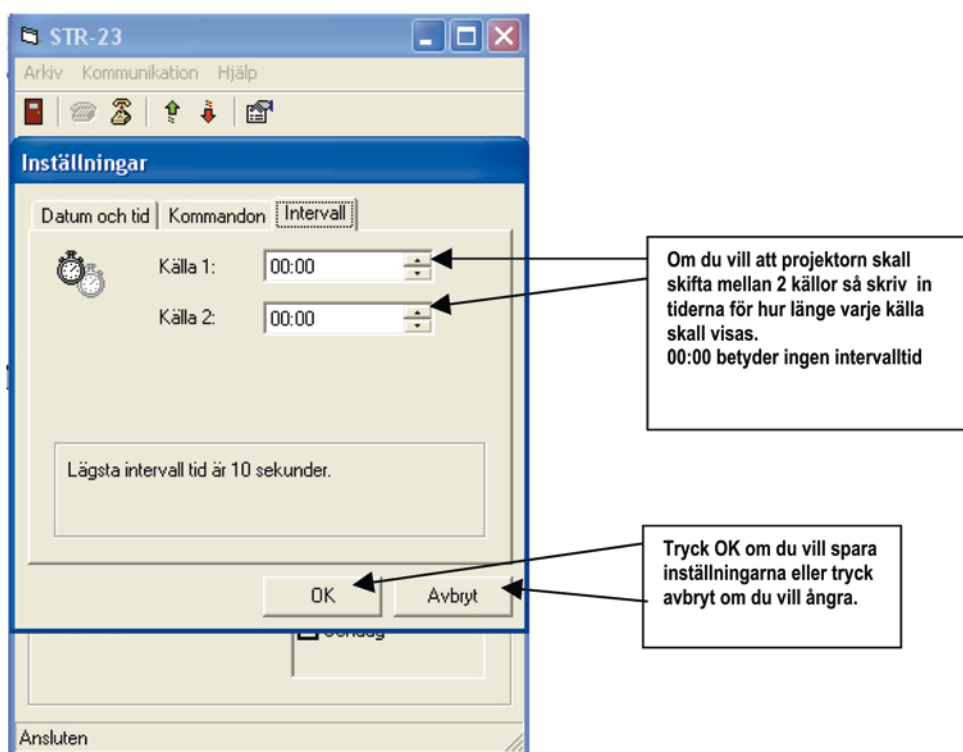 STR-23
Arkiv Kommunikation Hjälp
Inställningar
Datum och tid Kommandon Intervall
Källa 1: 00:00
Källa 2: 00:00
Lägsta intervall tid är 10 sekunder.
OK Avbryt
Ansluten
Om du vill att projektorn skall
skifta mellan 2 källor så skriv in
tiderna för hur länge varje källa
skall visas.
00:00 betyder ingen intervalltid
Tryck OK om du vill spara
inställningarna eller tryck
avbryt om du vill ångra.